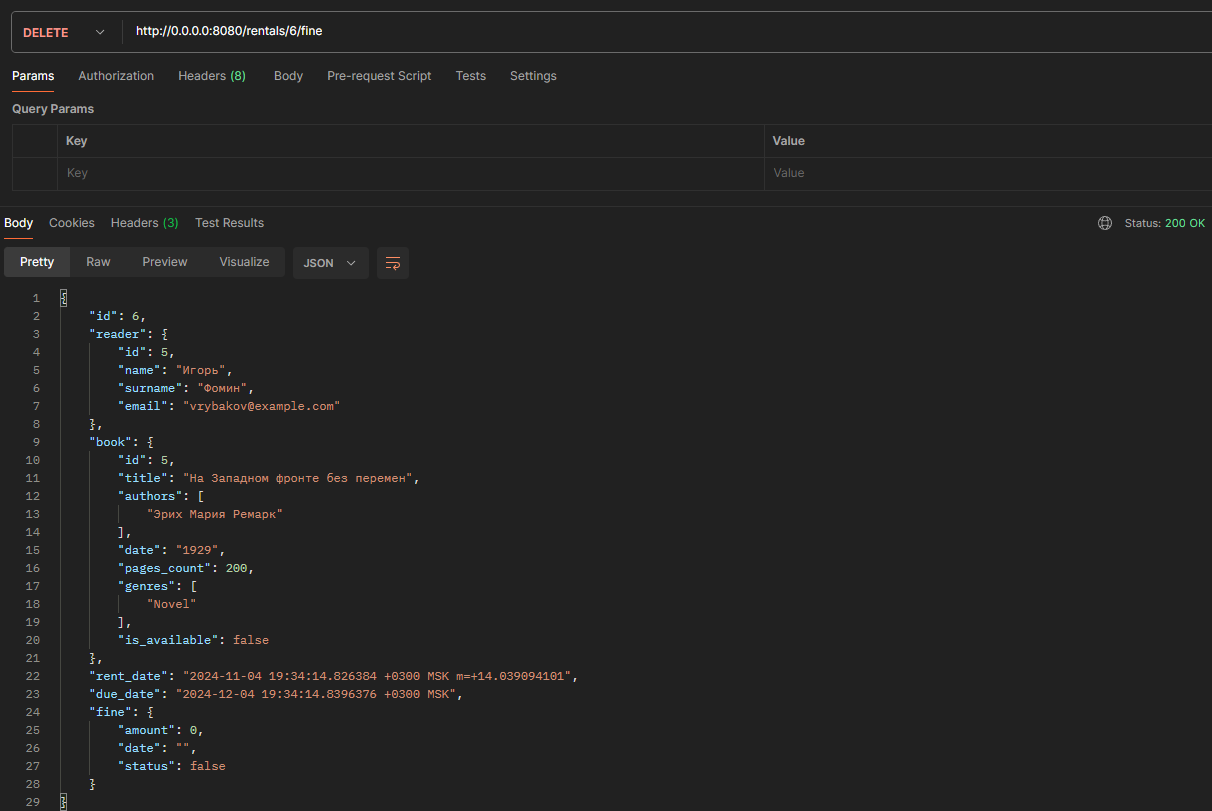 DELETE http://0.0.0.0:8080/rentals/6/fine
Params Authorization Headers (8) Body Pre-request Script Tests Settings
Query Params
Key Value
Key Value
Body Cookies Headers (3) Test Results Status: 200 OK
Pretty Raw Preview Visualize JSON
1 {
2 "id": 6,
3 "reader": {
4 "id": 5,
5 "name": "Игорь",
6 "surname": "Фомин",
7 "email": "vrybakov@example.com"
8 },
9 "book": {
10 "id": 5,
11 "title": "На Западном фронте без перемен",
12 "authors": [
13 "Эрих Мария Ремарк"
14 ],
15 "date": "1929",
16 "pages_count": 200,
17 "genres": [
18 "Novel"
19 ],
20 "is_available": false
21 },
22 "rent_date": "2024-11-04 19:34:14.826384 +0300 MSK m=+14.039094101",
23 "due_date": "2024-12-04 19:34:14.8396376 +0300 MSK",
24 "fine": {
25 "amount": 0,
26 "date": "",
27 "status": false
28 }
29 }